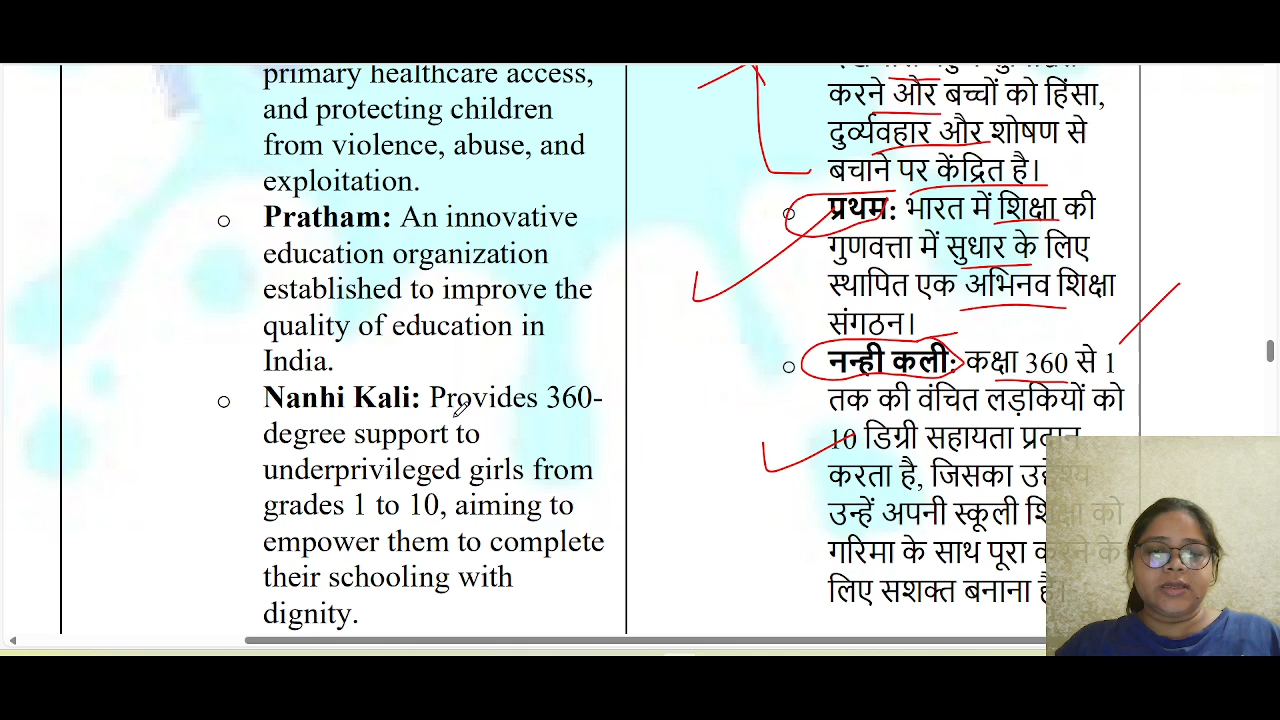 primary healthcare access,
and protecting children
from violence, abuse, and
exploitation.
o Pratham: An innovative
education organization
established to improve the
quality of education in
India.
o Nanhi Kali: Provides 360-
degree support to
underprivileged girls from
grades 1 to 10, aiming to
empower them to complete
their schooling with
dignity.
करने और बच्चों को हिंसा,
दुर्व्यवहार और शोषण से
बचाने पर केंद्रित है।
o प्रथम: भारत में शिक्षा की
गुणवत्ता में सुधार के लिए
स्थापित एक अभिनव शिक्षा
संगठन।
o नन्ही कली: कक्षा 360 से 1
तक की वंचित लड़कियों को
10 डिग्री सहायता प्रदान
करता है, जिसका उद्देश्य
उन्हें अपनी स्कूली शिक्षा को
गरिमा के साथ पूरा करने के
लिए सशक्त बनाना है।